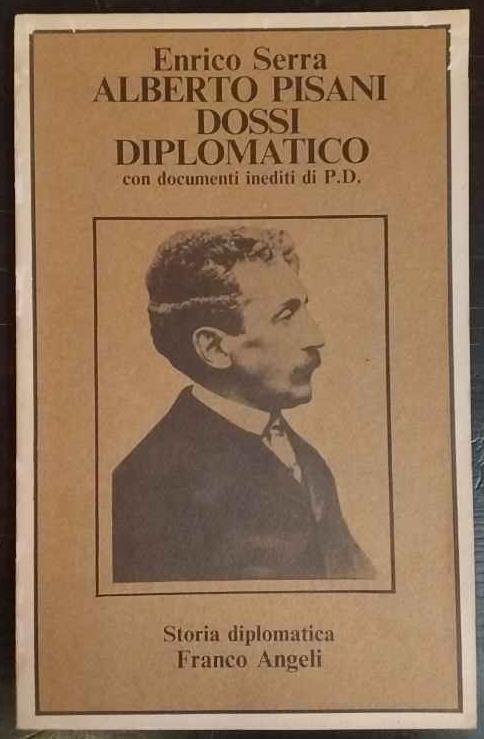 Enrico Serra
ALBERTO PISANI
DOSSI
DIPLOMATICO
con documenti inediti di P.D.
Storia diplomatica
Franco Angeli